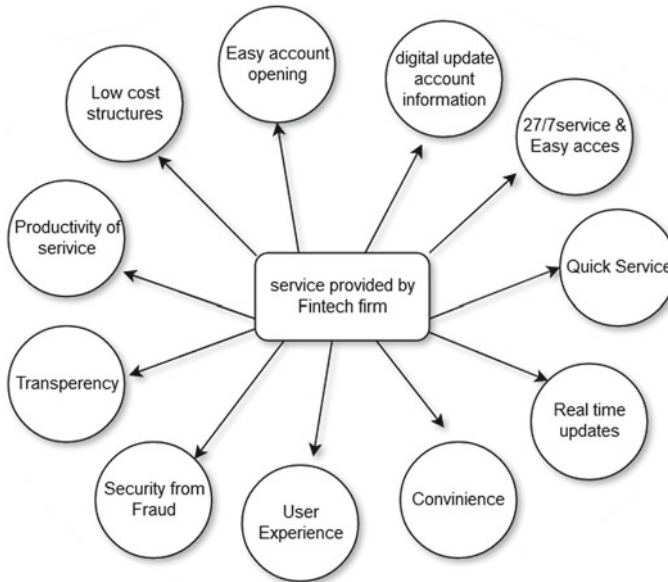 Easy account
opening
digital update
account
information
Low cost
structures
27/7service &
Easy acces
Productivity of
serivice
service provided by
Fintech firm
Quick Service
Transperency
Real time
updates
Security from
Fraud
User
Experience
Convinience